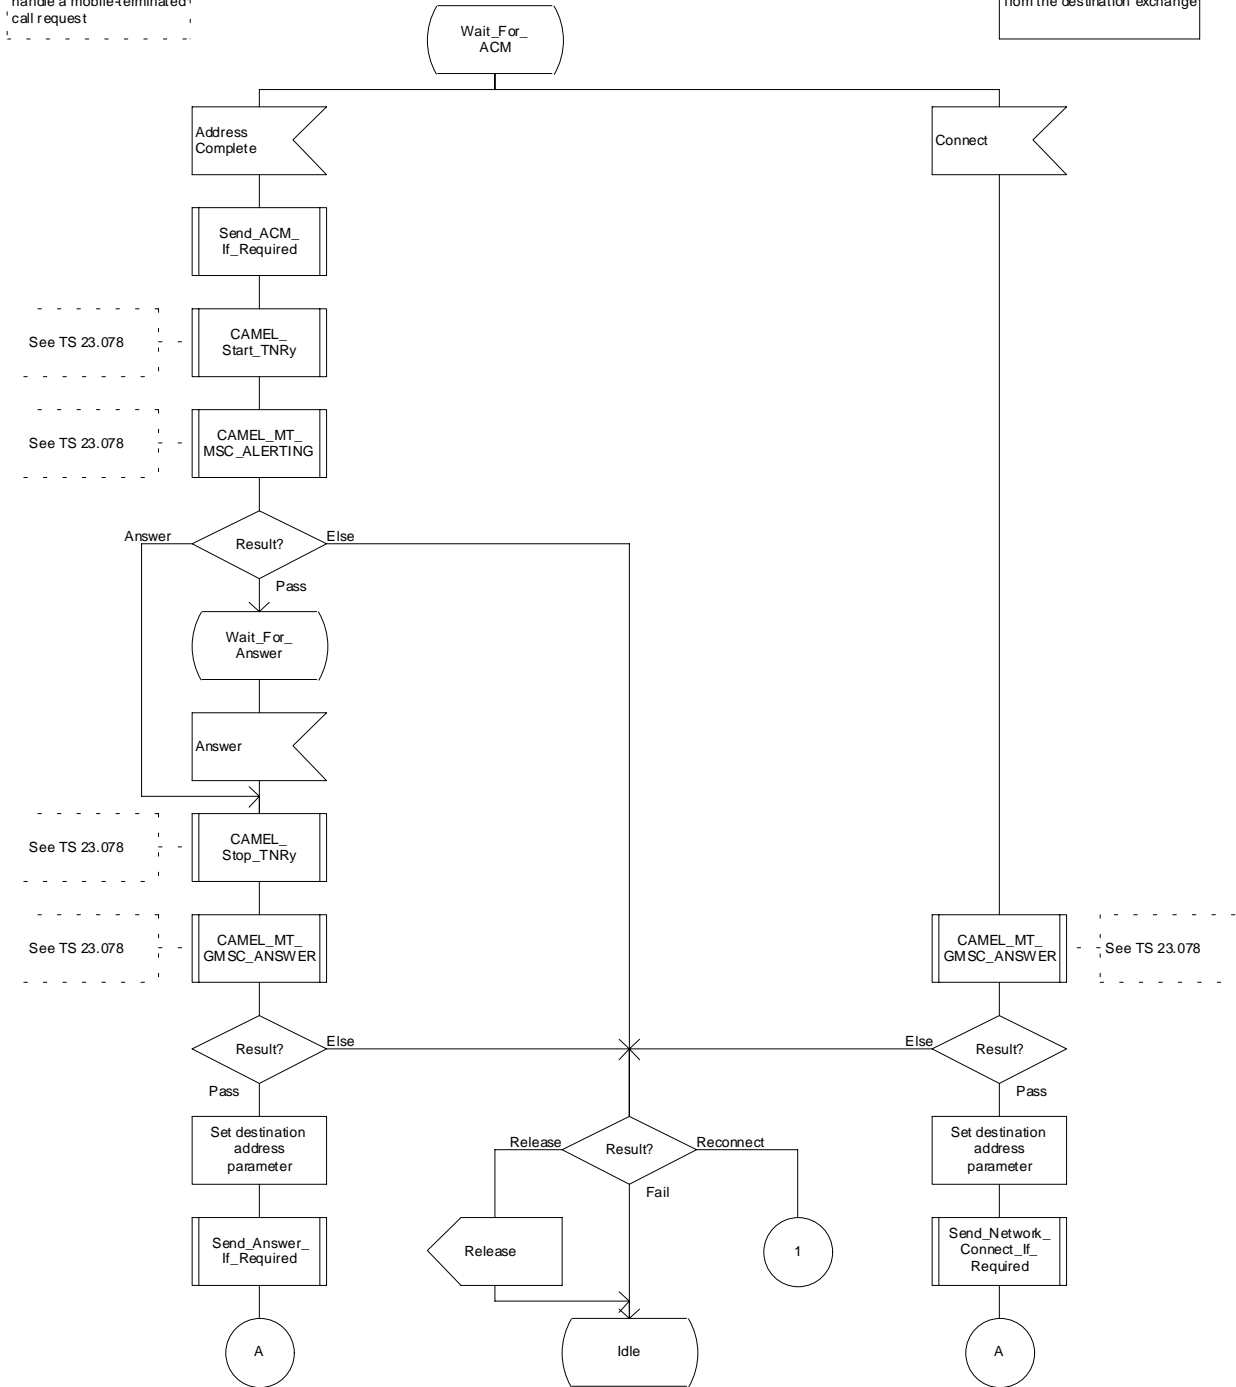 handle a mobile-terminated
call request
from the destination exchange
Wait_For_
ACM
Address
Complete
Connect
Send_ACM_
If_Required
See TS 23.078
CAMEL_
Start_TNRy
See TS 23.078
CAMEL_MT_
MSC_ALERTING
Answer
Result?
Else
Pass
Wait_For_
Answer
Answer
See TS 23.078
CAMEL_
Stop_TNRy
See TS 23.078
CAMEL_MT_
GMSC_ANSWER
CAMEL_MT_
GMSC_ANSWER
See TS 23.078
Result?
Else
Else
Result?
Pass
Pass
Set destination
address
parameter
Release
Result?
Reconnect
Fail
Set destination
address
parameter
Send_Answer_
If_Required
Release
1
Send_Network_
Connect_If_
Required
A
Idle
A